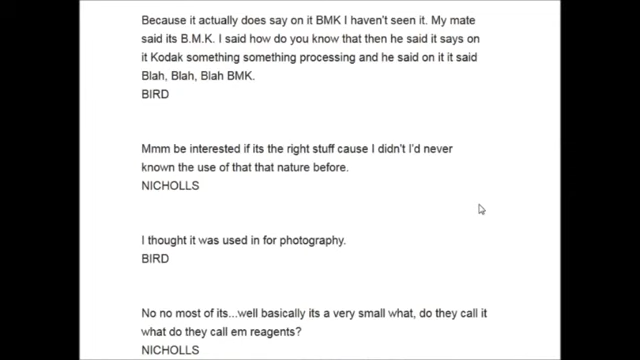 Because it actually does say on it BMK I haven't seen it. My mate
said its B.M.K. I said how do you know that then he said it says on
it Kodak something something processing and he said on it it said
Blah, Blah, Blah BMK.
BIRD
Mmm be interested if its the right stuff cause I didn't I'd never
known the use of that that nature before.
NICHOLLS
I thought it was used in for photography.
BIRD
No no most of its...well basically its a very small what, do they call it
what do they call em reagents?
NICHOLLS